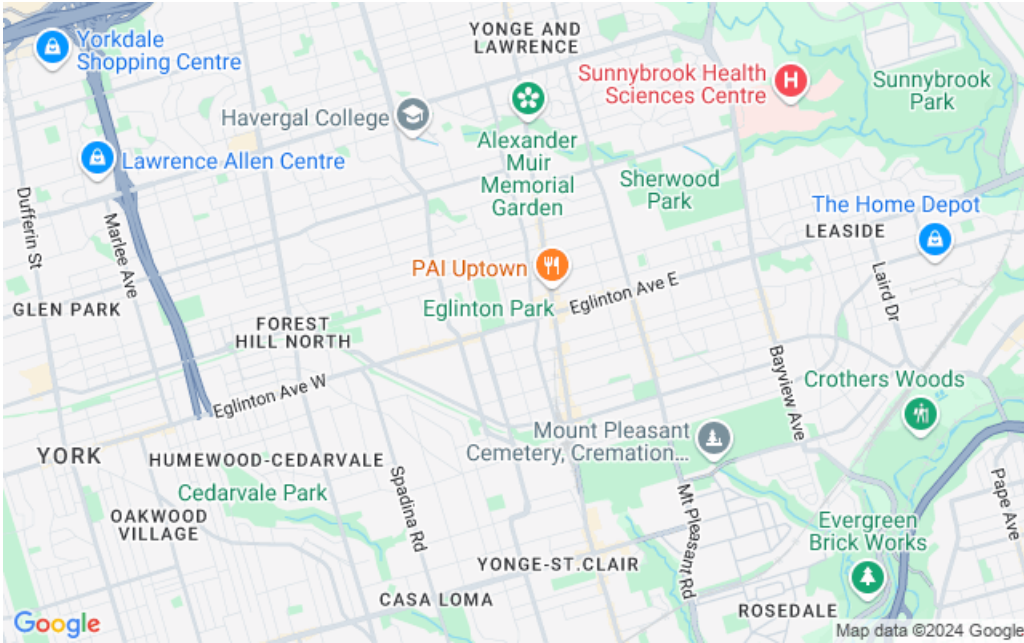 YONGE AND
LAWRENCE
Yorkdale
Shopping Centre
Sunnybrook Health
Sciences Centre
H
Sunnybrook
Park
Havergal College
Alexander
Muir
Memorial
Garden
Lawrence Allen Centre
Sherwood
Park
Dufferin St
Marlee Ave
The Home Depot
LEASIDE
PAI Uptown
Eglinton Park
Eglinton Ave E
Laird Dr
GLEN PARK
FOREST
HILL NORTH
Eglinton Ave W
Bayview Ave
Crothers Woods
Mount Pleasant
Cemetery, Cremation...
YORK
HUMEWOOD-CEDARVALE
Cedarvale Park
Spadina Rd
Mt Pleasant Rd
Pape Ave
OAKWOOD
VILLAGE
Evergreen
Brick Works
YONGE-ST.CLAIR
CASA LOMA
ROSEDALE
Google
Map data ©2024 Google